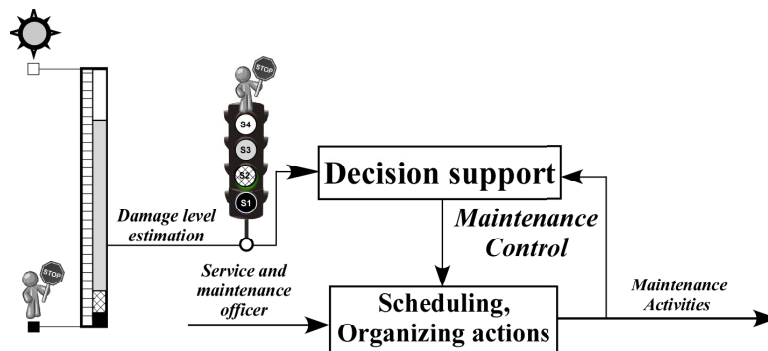 STOP
S4
S3
S2
S1
Decision support
Damage level
estimation
Maintenance
Control
Service and
maintenance
officer
STOP
Scheduling,
Organizing actions
Maintenance
Activities